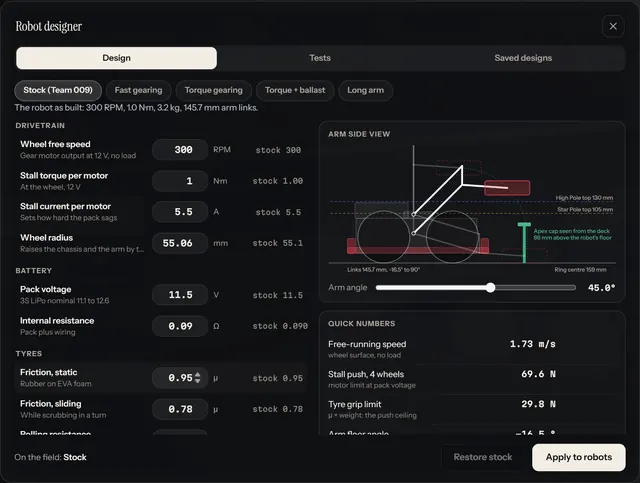 Robot designer
Design
Tests
Saved designs
Stock (Team 009)
Fast gearing
Torque gearing
Torque + ballast
Long arm
The robot as built: 300 RPM, 1.0 Nm, 3.2 kg, 145.7 mm arm links.
DRIVETRAIN
Wheel free speed
Gear motor output at 12 V, no load
300 RPM stock 300
Stall torque per motor
At the wheel, 12 V
1 Nm stock 1.00
Stall current per motor
Sets how hard the pack sags
5.5 A stock 5.5
Wheel radius
Raises the chassis and the arm by t...
55.06 mm stock 55.1
BATTERY
Pack voltage
3S LiPo nominal 11.1 to 12.6
11.5 V stock 11.5
Internal resistance
Pack plus wiring
0.09 Ω stock 0.090
TYRES
Friction, static
Rubber on EVA foam
0.95 μ stock 0.95
Friction, sliding
While scrubbing in a turn
0.78 μ stock 0.78
Rolling resistance
ARM SIDE VIEW
High Pole top 130 mm
Star Pole top 105 mm
Apex cap seen from the deck
Links 145.7 mm, -16.5° to 90°
Ring centre 159 mm
Arm angle
45.0°
QUICK NUMBERS
Free-running speed
wheel surface, no load
1.73 m/s
Stall push, 4 wheels
motor limit at pack voltage
69.6 N
Tyre grip limit
μ × weight: the push ceiling
29.8 N
Arm floor angle
-16.5 °
On the field: Stock
Restore stock
Apply to robots